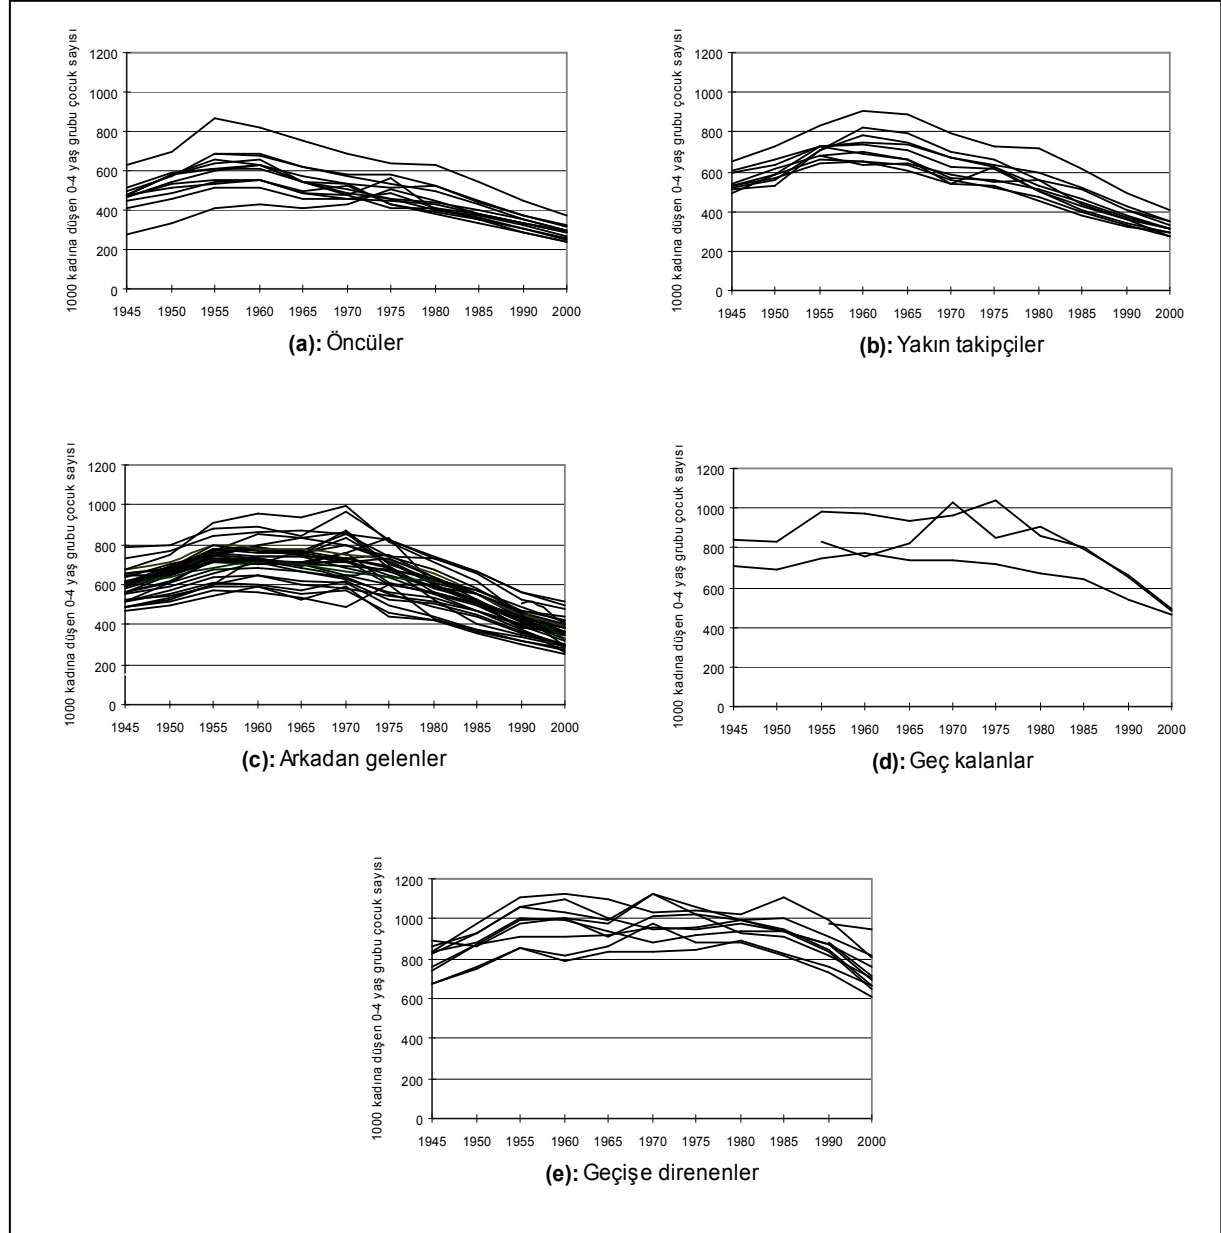 1000 kadına düşen 0-4 yaş grubu çocuk sayısı
1200
1000
800
600
400
200
0
1945 1950 1955 1960 1965 1970 1975 1980 1985 1990 2000
(a): Öncüler
1000 kadına düşen 0-4 yaş grubu çocuk sayısı
1200
1000
800
600
400
200
0
1945 1950 1955 1960 1965 1970 1975 1980 1985 1990 2000
(b): Yakın takipçiler
1000 kadına düşen 0-4 yaş grubu çocuk sayısı
1200
1000
800
600
400
200
0
1945 1950 1955 1960 1965 1970 1975 1980 1985 1990 2000
(c): Arkadan gelenler
1000 kadına düşen 0-4 yaş grubu çocuk sayısı
1200
1000
800
600
400
200
0
1945 1950 1955 1960 1965 1970 1975 1980 1985 1990 2000
(d): Geç kalanlar
1000 kadına düşen 0-4 yaş grubu çocuk sayısı
1200
1000
800
600
400
200
0
1945 1950 1955 1960 1965 1970 1975 1980 1985 1990 2000
(e): Geçişe direnenler